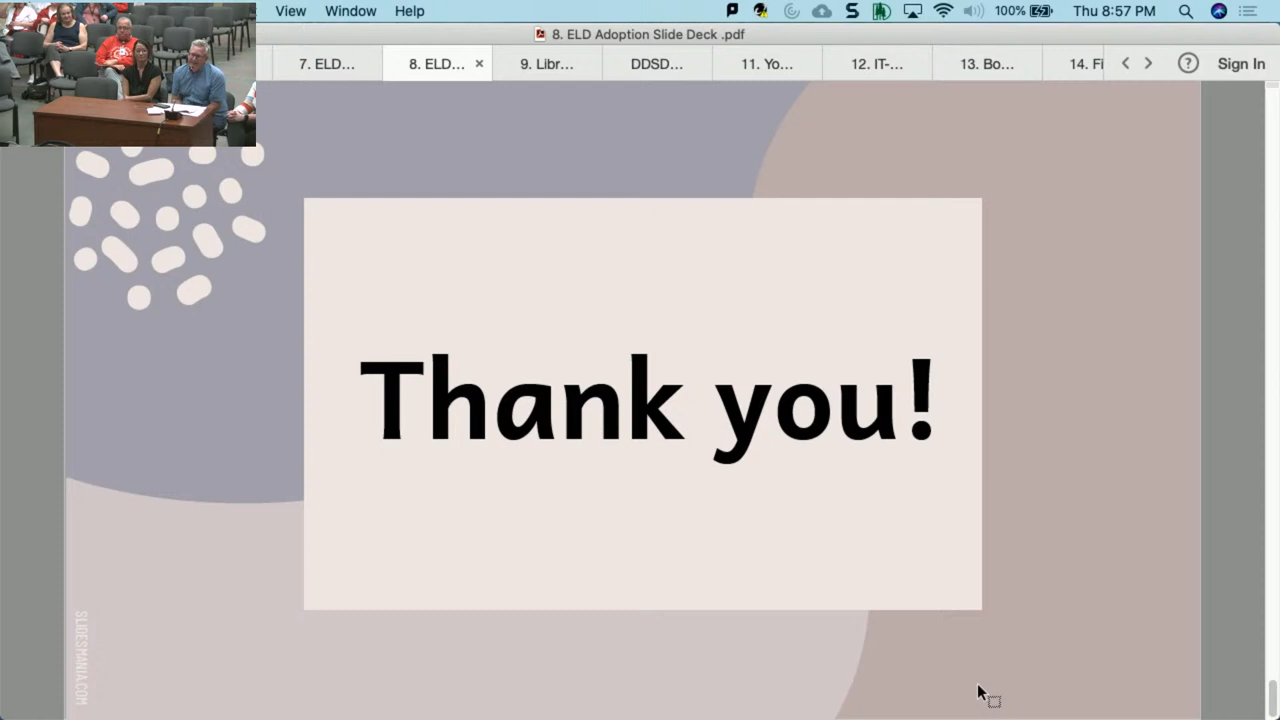 View Window Help
100% Thu 8:57 PM
8. ELD Adoption Slide Deck .pdf
7. ELD... 8. ELD... × 9. Libr... DDSD... 11. Yo... 12. IT-... 13. Bo... 14. Fi
? Sign In
Thank you!
SLIDESMANIA.COM